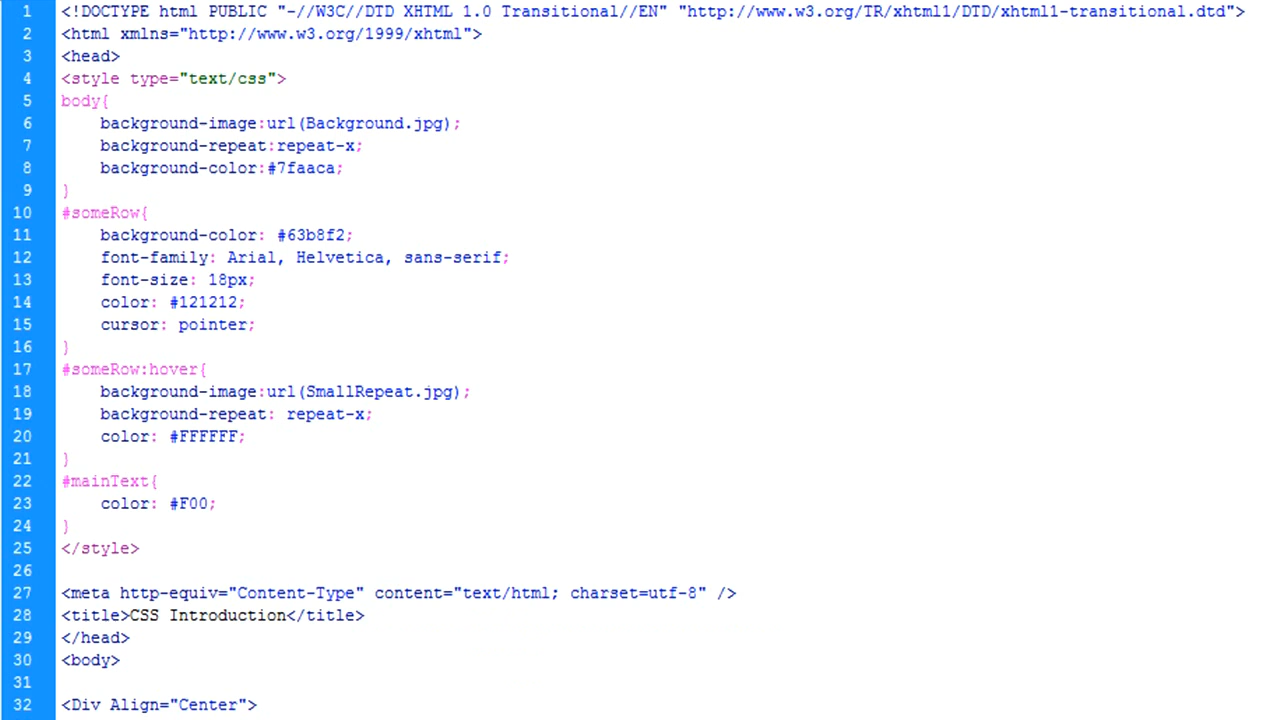 1 <!DOCTYPE html PUBLIC "-//W3C//DTD XHTML 1.0 Transitional//EN" "http://www.w3.org/TR/xhtml1/DTD/xhtml1-transitional.dtd">
2 <html xmlns="http://www.w3.org/1999/xhtml">
3 <head>
4 <style type="text/css">
5 body{
6     background-image:url(Background.jpg);
7     background-repeat:repeat-x;
8     background-color:#7faaca;
9 }
10 #someRow{
11     background-color: #63b8f2;
12     font-family: Arial, Helvetica, sans-serif;
13     font-size: 18px;
14     color: #121212;
15     cursor: pointer;
16 }
17 #someRow:hover{
18     background-image:url(SmallRepeat.jpg);
19     background-repeat: repeat-x;
20     color: #FFFFFF;
21 }
22 #mainText{
23     color: #F00;
24 }
25 </style>
26
27 <meta http-equiv="Content-Type" content="text/html; charset=utf-8" />
28 <title>CSS Introduction</title>
29 </head>
30 <body>
31
32 <Div Align="Center">